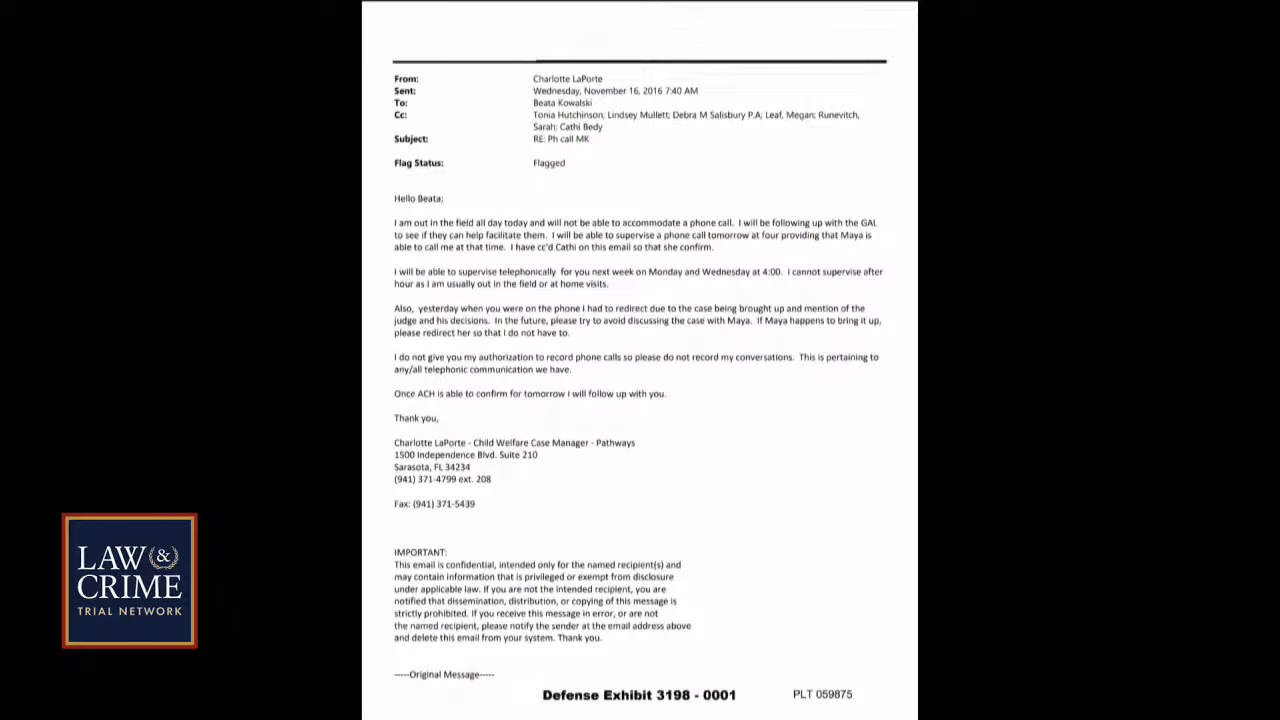 From: Charlotte LaPorte
Sent: Wednesday, November 16, 2016 7:40 AM
To: Beata Kowalski
Cc: Tonia Hutchinson; Lindsey Mullett; Debra M Salisbury P.A; Leaf, Megan; Runevitch,
Sarah; Cathi Bedy
Subject: RE: Ph call MK
Flag Status: Flagged
Hello Beata;
I am out in the field all day today and will not be able to accommodate a phone call.  I will be following up with the GAL
to see if they can help facilitate them.  I will be able to supervise a phone call tomorrow at four providing that Maya is
able to call me at that time.  I have cc'd Cathi on this email so that she confirm.
I will be able to supervise telephonically  for you next week on Monday and Wednesday at 4:00.  I cannot supervise after
hour as I am usually out in the field or at home visits.
Also,  yesterday when you were on the phone I had to redirect due to the case being brought up and mention of the
judge and his decisions.  In the future, please try to avoid discussing the case with Maya.  If Maya happens to bring it up,
please redirect her so that I do not have to.
I do not give you my authorization to record phone calls so please do not record my conversations.  This is pertaining to
any/all telephonic communication we have.
Once ACH is able to confirm for tomorrow I will follow up with you.
Thank you,
Charlotte LaPorte - Child Welfare Case Manager - Pathways
1500 Independence Blvd. Suite 210
Sarasota, FL 34234
(941) 371-4799 ext. 208
Fax: (941) 371-5439
IMPORTANT:
This email is confidential, intended only for the named recipient(s) and
may contain information that is privileged or exempt from disclosure
under applicable law. If you are not the intended recipient, you are
notified that dissemination, distribution, or copying of this message is
strictly prohibited. If you receive this message in error, or are not
the named recipient, please notify the sender at the email address above
and delete this email from your system. Thank you.
-----Original Message-----
Defense Exhibit 3198 - 0001 PLT 059875
LAW &
CRIME
TRIAL NETWORK